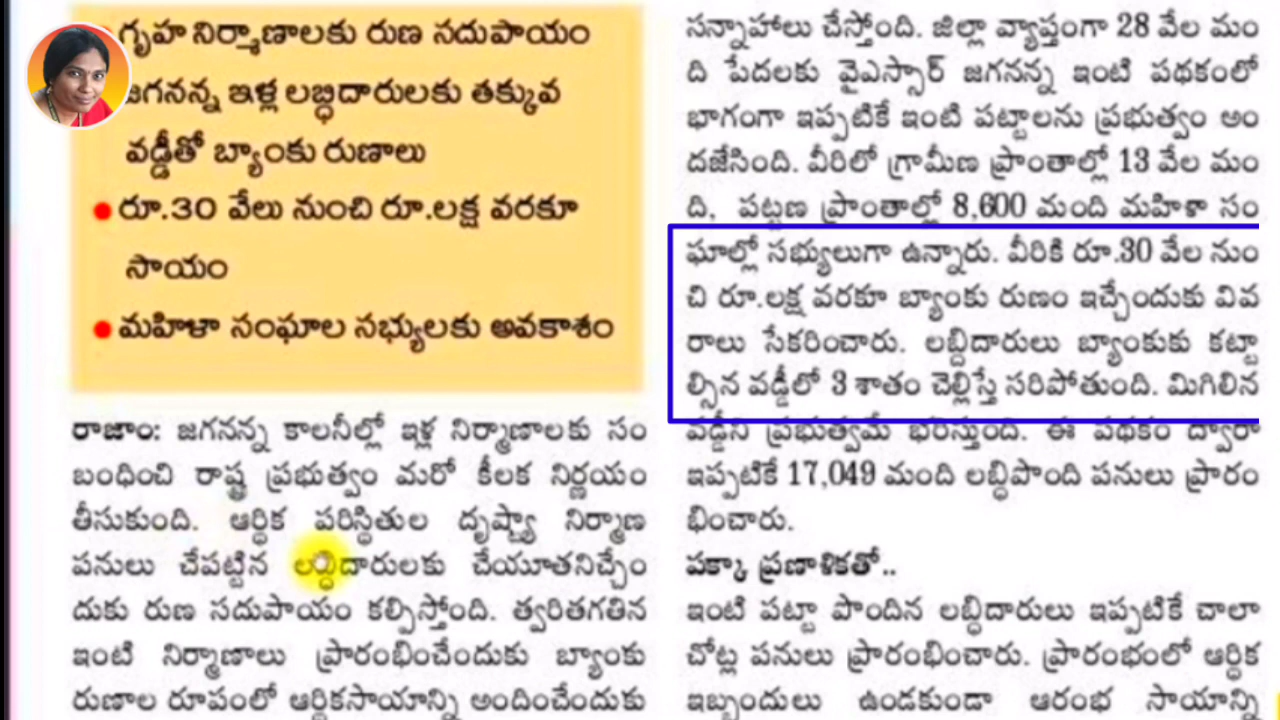 గృహ నిర్మాణాలకు రుణ సదుపాయం
జగనన్న ఇళ్ల లబ్ధిదారులకు తక్కువ
వడ్డీతో బ్యాంకు రుణాలు
రూ.30 వేలు నుంచి రూ.లక్ష వరకూ
సాయం
మహిళా సంఘాల సభ్యులకు అవకాశం
రాజాం: జగనన్న కాలనీల్లో ఇళ్ల నిర్మాణాలకు సం
బంధించి రాష్ట్ర ప్రభుత్వం మరో కీలక నిర్ణయం
తీసుకుంది. ఆర్థిక పరిస్థితుల దృష్ట్యా నిర్మాణ
పనులు చేపట్టిన లబ్ధిదారులకు చేయూతనిచ్చేం
దుకు రుణ సదుపాయం కల్పిస్తోంది. త్వరితగతిన
ఇంటి నిర్మాణాలు ప్రారంభించేందుకు బ్యాంకు
రుణాల రూపంలో ఆర్థికసాయాన్ని అందించేందుకు
సన్నాహాలు చేస్తోంది. జిల్లా వ్యాప్తంగా 28 వేల మం
ది పేదలకు వైఎస్సార్ జగనన్న ఇంటి పథకంలో
భాగంగా ఇప్పటికే ఇంటి పట్టాలను ప్రభుత్వం అం
దజేసింది. వీరిలో గ్రామీణ ప్రాంతాల్లో 13 వేల మం
ది, పట్టణ ప్రాంతాల్లో 8,600 మంది మహిళా సం
ఘాల్లో సభ్యులుగా ఉన్నారు. వీరికి రూ.30 వేల నుం
చి రూ.లక్ష వరకూ బ్యాంకు రుణం ఇచ్చేందుకు వివ
రాలు సేకరించారు. లబ్ధిదారులు బ్యాంకుకు కట్టా
ల్సిన వడ్డీలో 3 శాతం చెల్లిస్తే సరిపోతుంది. మిగిలిన
వడ్డీని ప్రభుత్వమే భరిస్తుంది. ఈ పథకం ద్వారా
ఇప్పటికే 17,049 మంది లబ్ధిపొంది పనులు ప్రారం
భించారు.
పక్కా ప్రణాళికతో..
ఇంటి పట్టా పొందిన లబ్ధిదారులు ఇప్పటికే చాలా
చోట్ల పనులు ప్రారంభించారు. ప్రారంభంలో ఆర్థిక
ఇబ్బందులు ఉండకుండా ఆరంభ సాయాన్ని